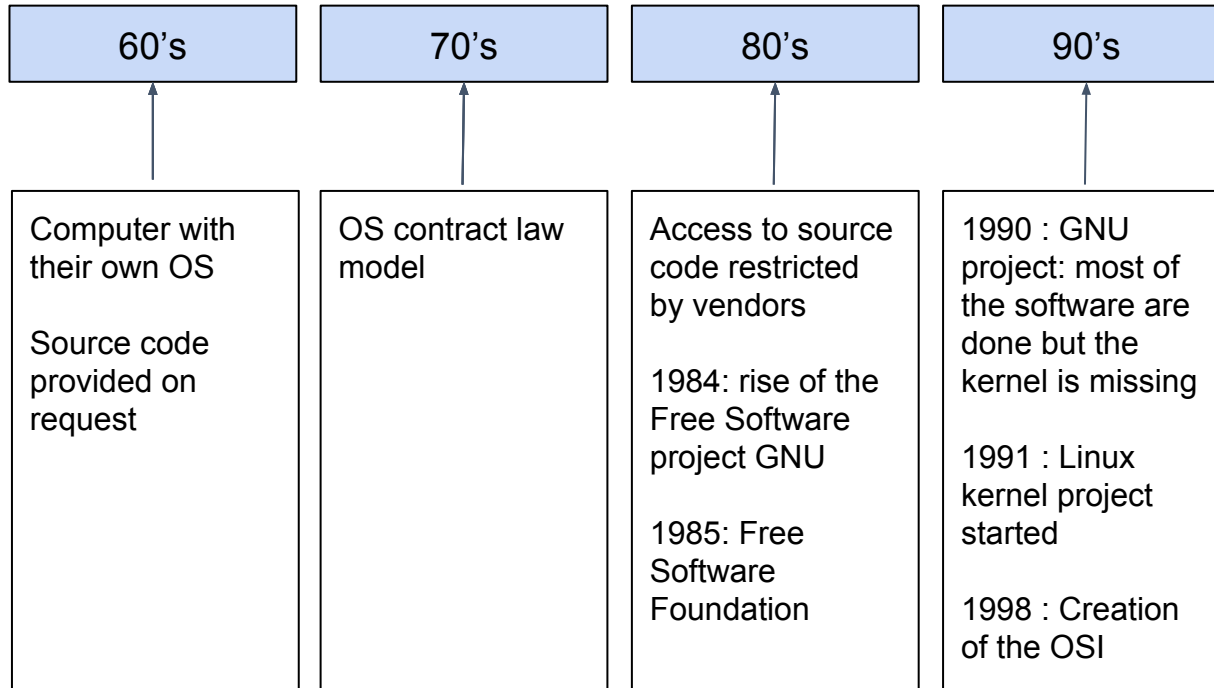 60’s
70’s
80’s
90’s
Computer with
their own OS
Source code
provided on
request
OS contract law
model
Access to source
code restricted
by vendors
1984: rise of the
Free Software
project GNU
1985: Free
Software
Foundation
1990 : GNU
project: most of
the software are
done but the
kernel is missing
1991 : Linux
kernel project
started
1998 : Creation
of the OSI